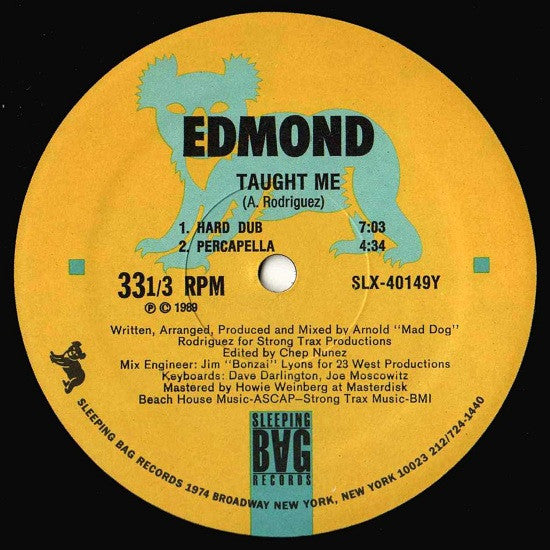 EDMOND
TAUGHT ME
(A. Rodriguez)
1. HARD DUB 7:03
2. PERCAPELLA 4:34
33 1/3 RPM SLX-40149Y
Ⓟ © 1989
Written, Arranged, Produced and Mixed by Arnold "Mad Dog"
Rodriguez for Strong Trax Productions
Edited by Chep Nunez
Mix Engineer: Jim "Bonzai" Lyons for 23 West Productions
Keyboards: Dave Darlington, Joe Moscowitz
Mastered by Howie Weinberg at Masterdisk
Beach House Music-ASCAP—Strong Trax Music-BMI
SLEEPING
BAG
RECORDS
SLEEPING BAG RECORDS 1974 BROADWAY NEW YORK, NEW YORK 10023 212/724-1440